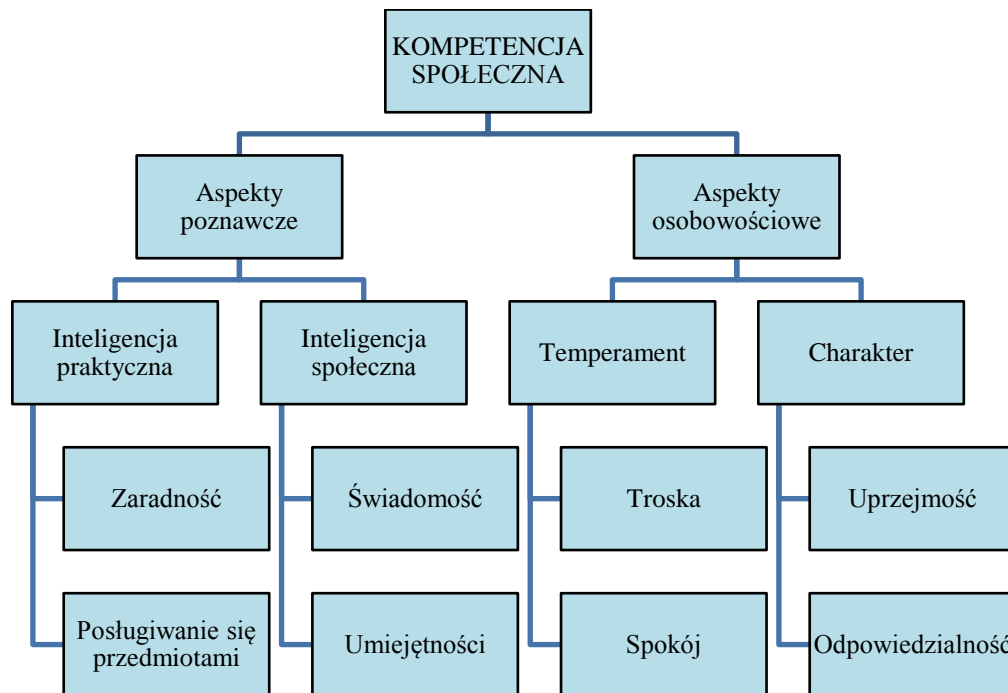 KOMPETENCJA
SPOŁECZNA
Aspekty
poznawcze
Aspekty
osobowościowe
Inteligencja
praktyczna
Inteligencja
społeczna
Temperament
Charakter
Zaradność
Świadomość
Troska
Uprzejmość
Posługiwanie się
przedmiotami
Umiejętności
Spokój
Odpowiedzialność